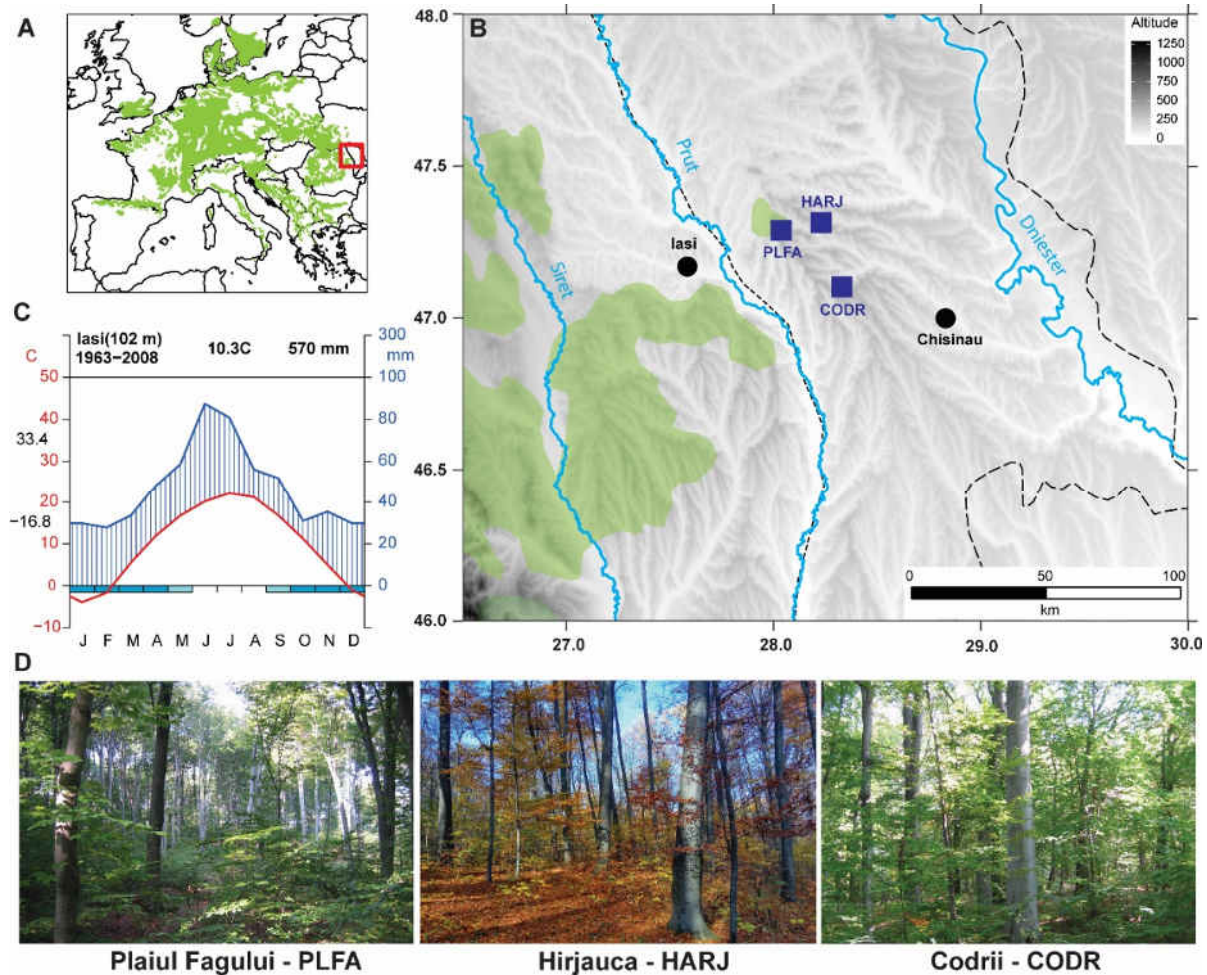 A
B
48.0
47.5
47.0
46.5
46.0
27.0
28.0
29.0
30.0
Altitude
1250
1000
750
500
250
0
Prut
Siret
Dniester
HARJ
PLFA
CODR
Iasi
Chisinau
0
50
100
km
C
Iasi(102 m)
1963−2008
10.3C
570 mm
C
300
mm
50
100
40
80
33.4
30
60
20
40
−16.8
10
20
0
0
−10
J F M A M J J A S O N D
D
Plaiul Fagului - PLFA
Hirjauca - HARJ
Codrii - CODR